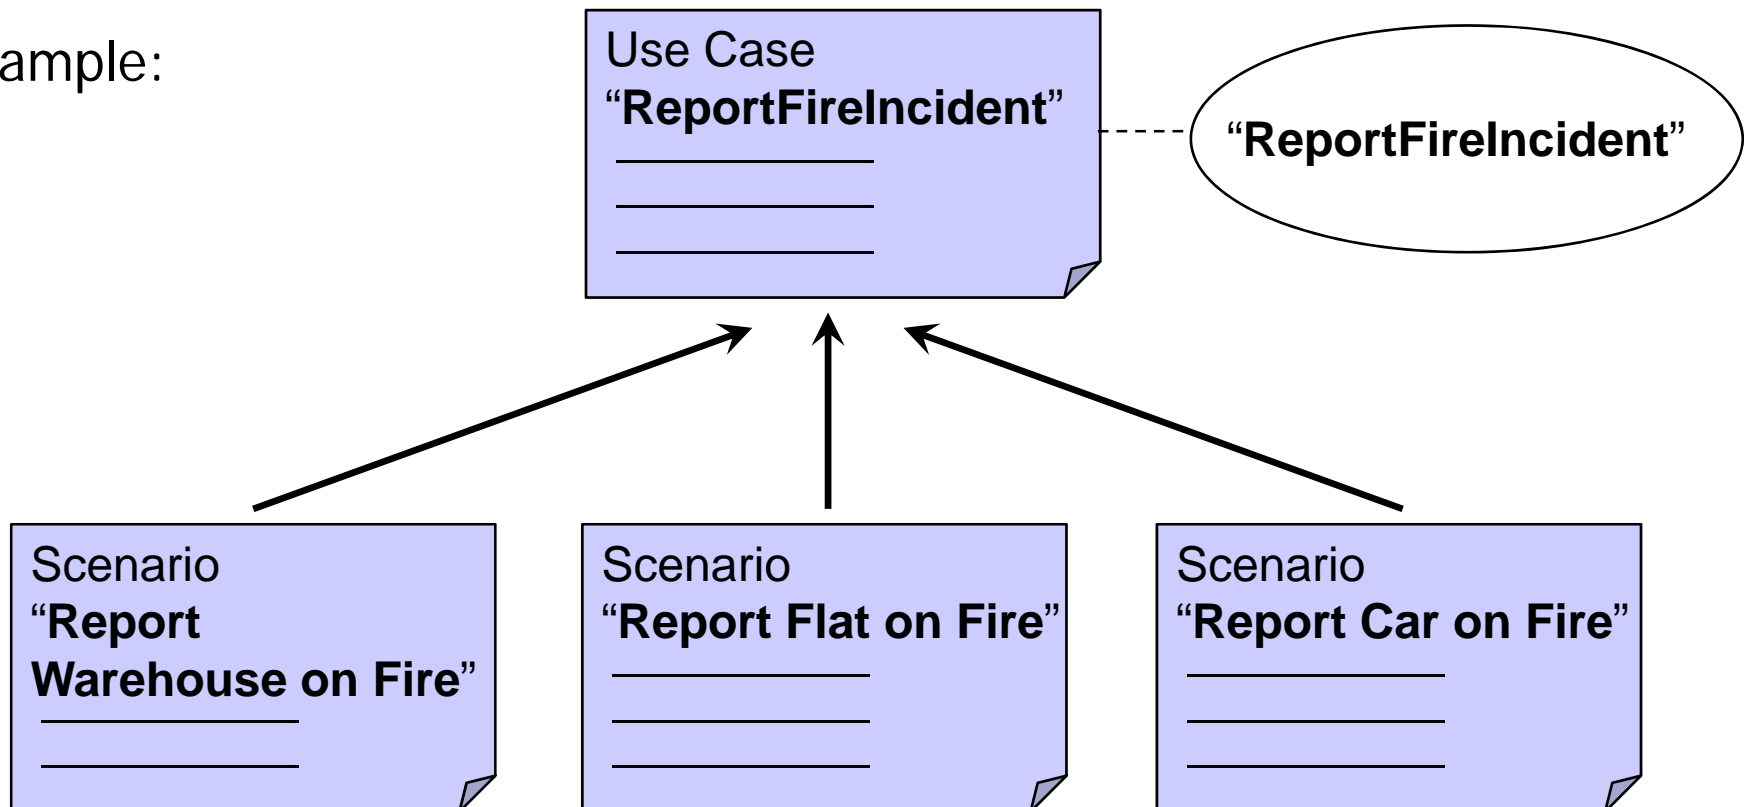 ample:
Use Case
“ReportFireIncident”
“ReportFireIncident”
Scenario
“Report
Warehouse on Fire”
Scenario
“Report Flat on Fire”
Scenario
“Report Car on Fire”